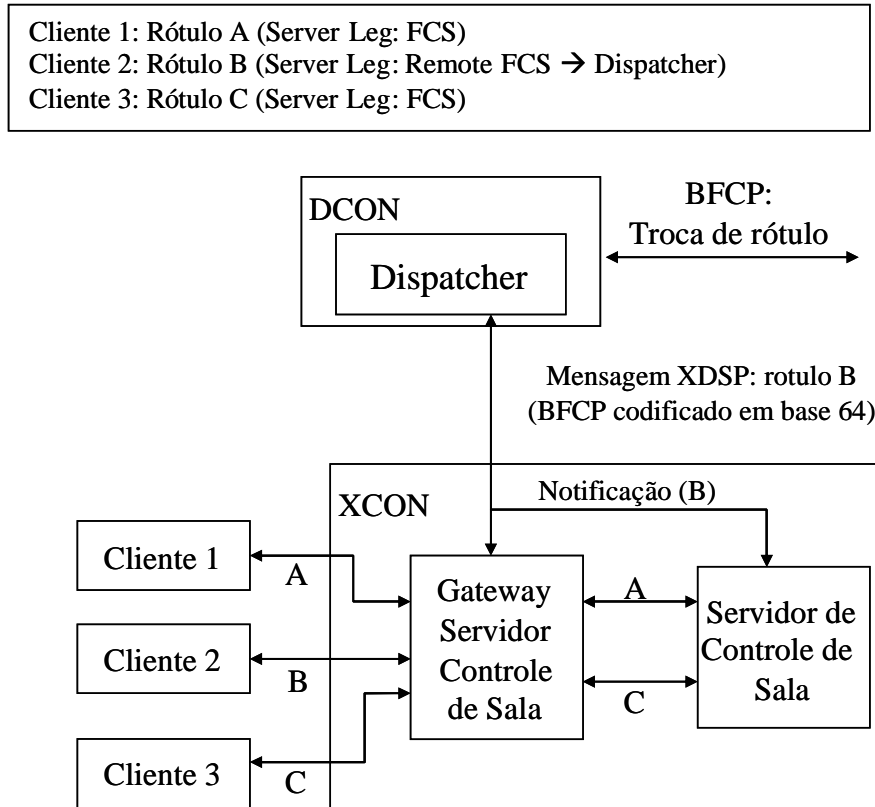 Cliente 1: Rótulo A (Server Leg: FCS)
Cliente 2: Rótulo B (Server Leg: Remote FCS → Dispatcher)
Cliente 3: Rótulo C (Server Leg: FCS)
DCON
Dispatcher
BFCP:
Troca de rótulo
Mensagem XDSP: rotulo B
(BFCP codificado em base 64)
XCON
Notificação (B)
Cliente 1
A
Cliente 2
B
Cliente 3
C
Gateway
Servidor
Controle
de Sala
A
C
Servidor de
Controle de
Sala